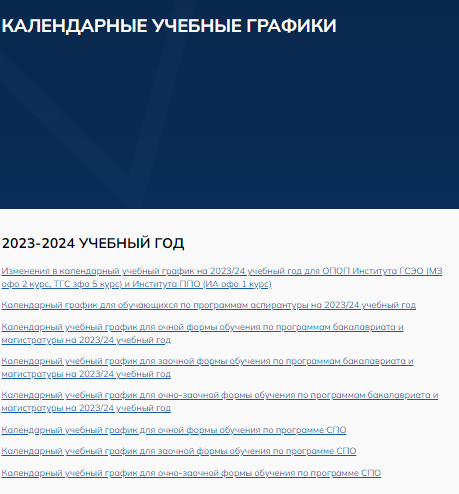 КАЛЕНДАРНЫЕ УЧЕБНЫЕ ГРАФИКИ
2023-2024 УЧЕБНЫЙ ГОД
Изменения в календарный учебный график на 2023/24 учебный год для ОПОП Института ГСЭО (МЗ
офо 2 курс, ТГС зфо 5 курс) и Института ППО (ИА офо 1 курс)
Календарный график для обучающихся по программам аспирантуры на 2023/24 учебный год
Календарный учебный график для очной формы обучения по программам бакалавриата и
магистратуры на 2023/24 учебный год
Календарный учебный график для заочной формы обучения по программам бакалавриата и
магистратуры на 2023/24 учебный год
Календарный учебный график для очно-заочной формы обучения по программам бакалавриата и
магистратуры на 2023/24 учебный год
Календарный учебный график для очной формы обучения по программе СПО
Календарный учебный график для заочной формы обучения по программе СПО
Календарный учебный график для очно-заочной формы обучения по программе СПО